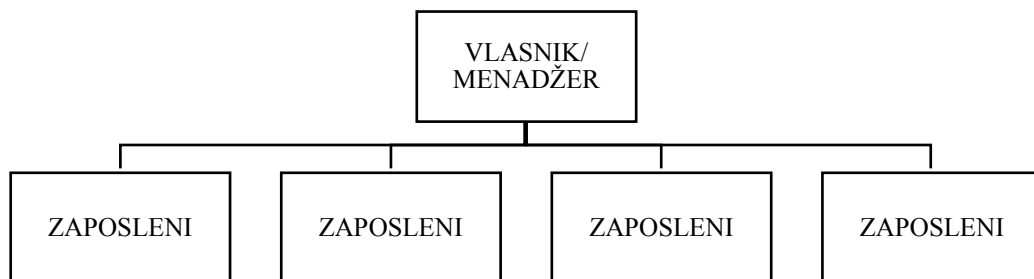 VLASNIK/
MENADŽER
ZAPOSLENI
ZAPOSLENI
ZAPOSLENI
ZAPOSLENI